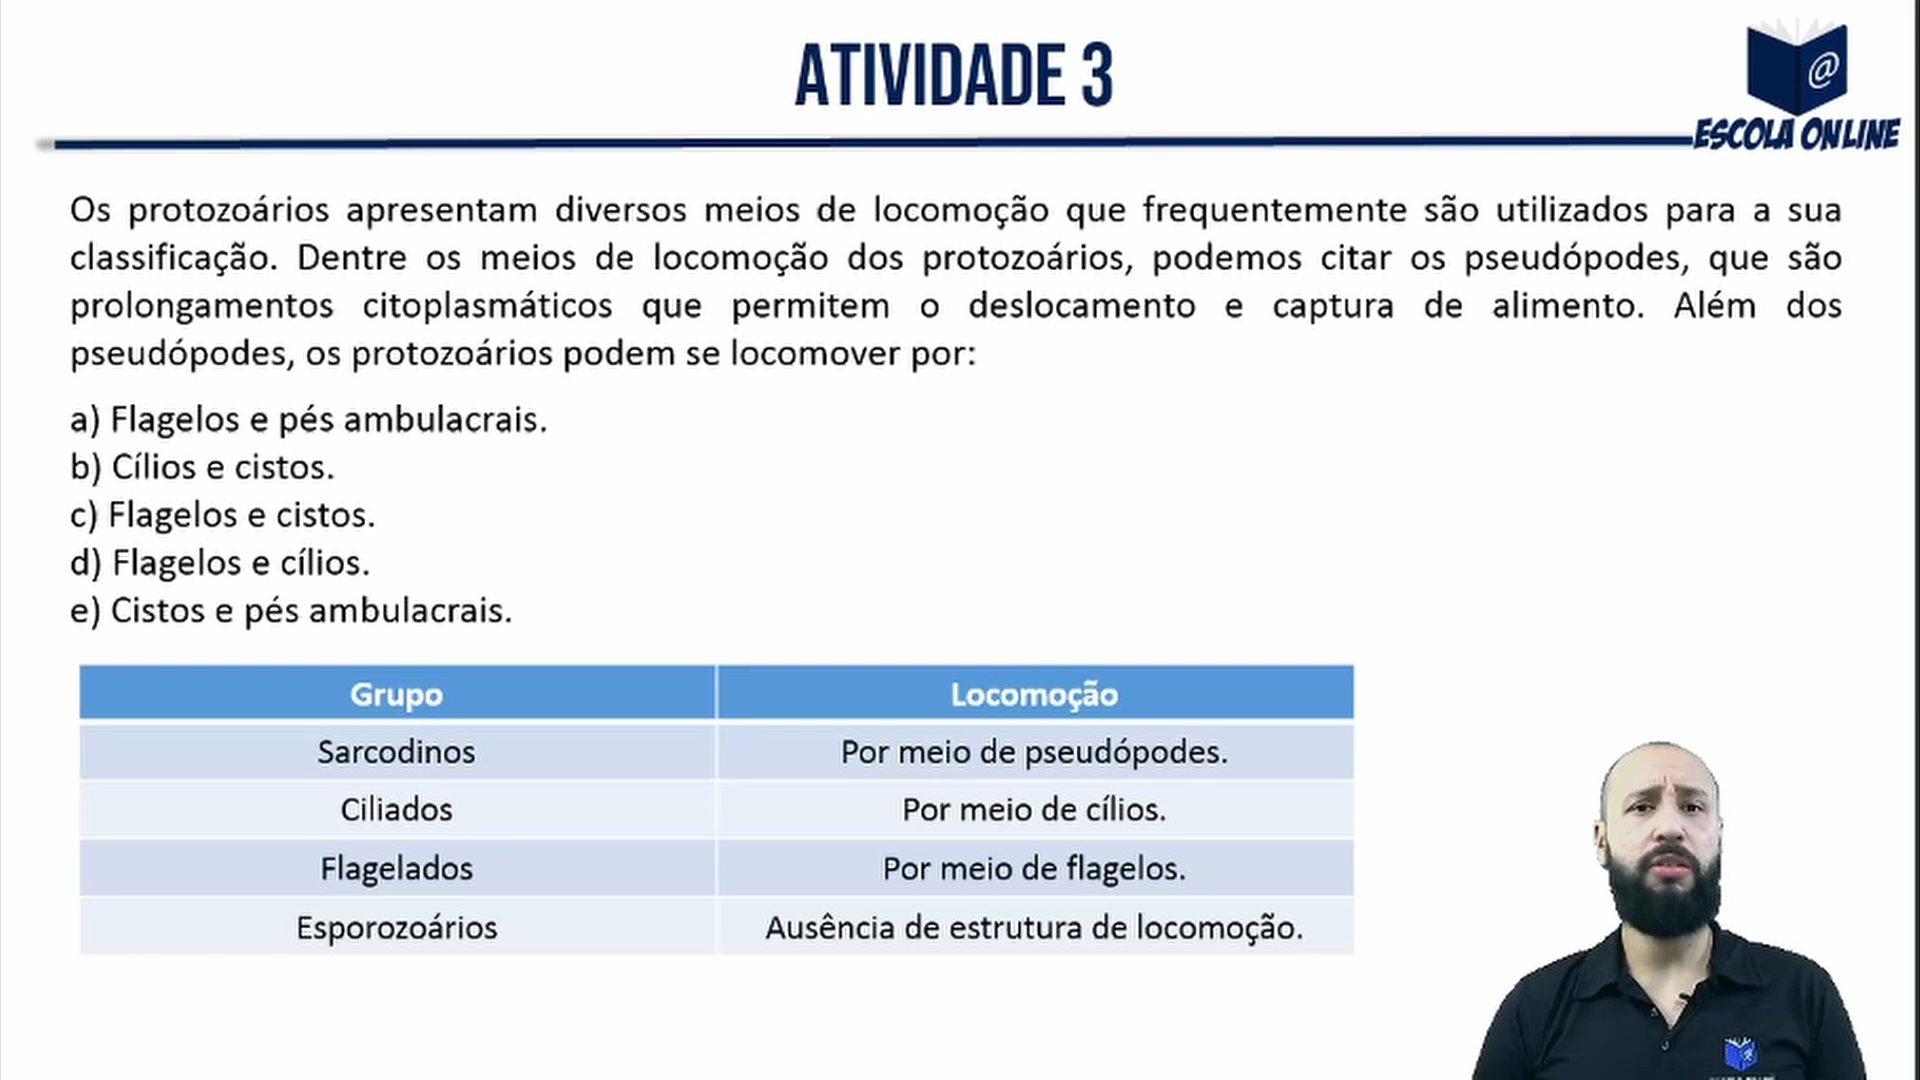 ATIVIDADE 3
@
ESCOLA ONLINE
Os protozoários apresentam diversos meios de locomoção que frequentemente são utilizados para a sua
classificação. Dentre os meios de locomoção dos protozoários, podemos citar os pseudópodes, que são
prolongamentos citoplasmáticos que permitem o deslocamento e captura de alimento. Além dos
pseudópodes, os protozoários podem se locomover por:
a) Flagelos e pés ambulacrais.
b) Cílios e cistos.
c) Flagelos e cistos.
d) Flagelos e cílios.
e) Cistos e pés ambulacrais.
Grupo Locomoção
Sarcodinos Por meio de pseudópodes.
Ciliados Por meio de cílios.
Flagelados Por meio de flagelos.
Esporozoários Ausência de estrutura de locomoção.